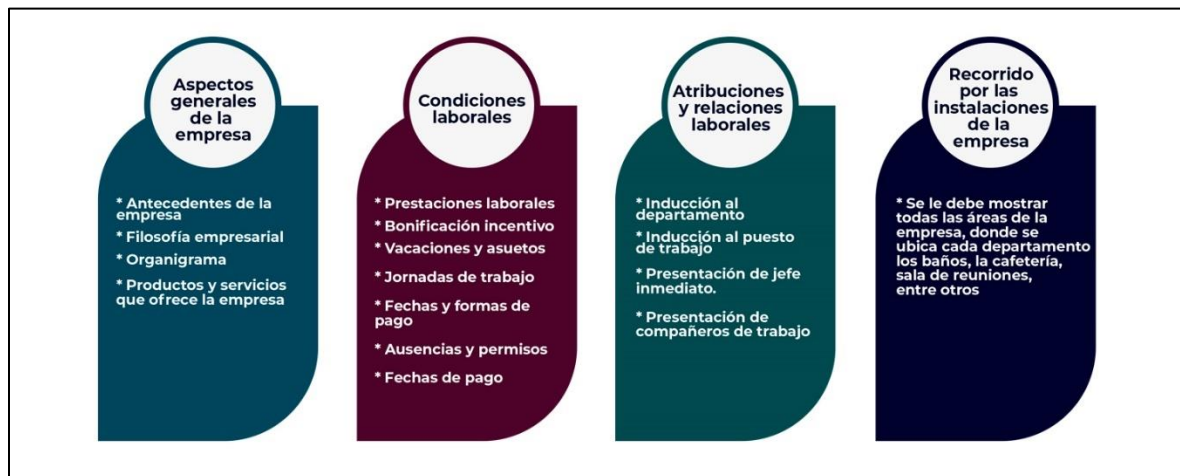 Aspectos
generales
de la
empresa
* Antecedentes de la
empresa
* Filosofía empresarial
* Organigrama
* Productos y servicios
que ofrece la empresa
Condiciones
laborales
* Prestaciones laborales
* Bonificación incentivo
* Vacaciones y asuetos
* Jornadas de trabajo
* Fechas y formas de
pago
* Ausencias y permisos
* Fechas de pago
Atribuciones
y relaciones
laborales
* Inducción al
departamento
* Inducción al puesto
de trabajo
* Presentación de jefe
inmediato.
* Presentación de
compañeros de trabajo
Recorrido
por las
instalaciones
de la
empresa
* Se le debe mostrar
todas las áreas de la
empresa, donde se
ubica cada departamento
los baños, la cafetería,
sala de reuniones,
entre otros